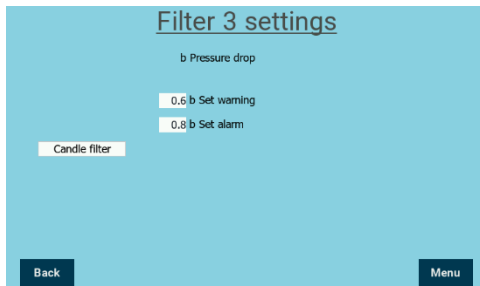 Filter 3 settings
b Pressure drop
0.6 b Set warning
0.8 b Set alarm
Candle filter
Back
Menu